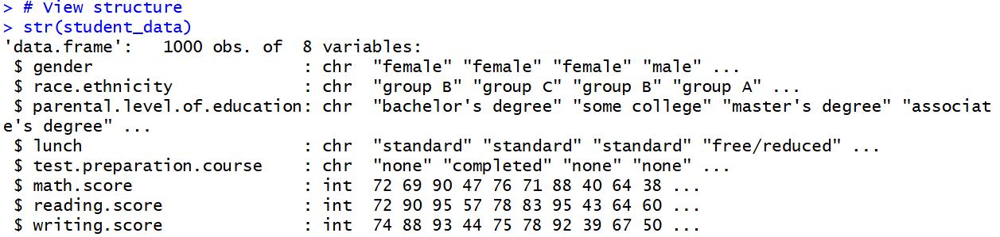 > # View structure
> str(student_data)
'data.frame':   1000 obs. of  8 variables:
 $ gender                     : chr  "female" "female" "female" "male" ...
 $ race.ethnicity             : chr  "group B" "group C" "group B" "group A" ...
 $ parental.level.of.education: chr  "bachelor's degree" "some college" "master's degree" "associat
e's degree" ...
 $ lunch                      : chr  "standard" "standard" "standard" "free/reduced" ...
 $ test.preparation.course    : chr  "none" "completed" "none" "none" ...
 $ math.score                 : int  72 69 90 47 76 71 88 40 64 38 ...
 $ reading.score              : int  72 90 95 57 78 83 95 43 64 60 ...
 $ writing.score              : int  74 88 93 44 75 78 92 39 67 50 ...